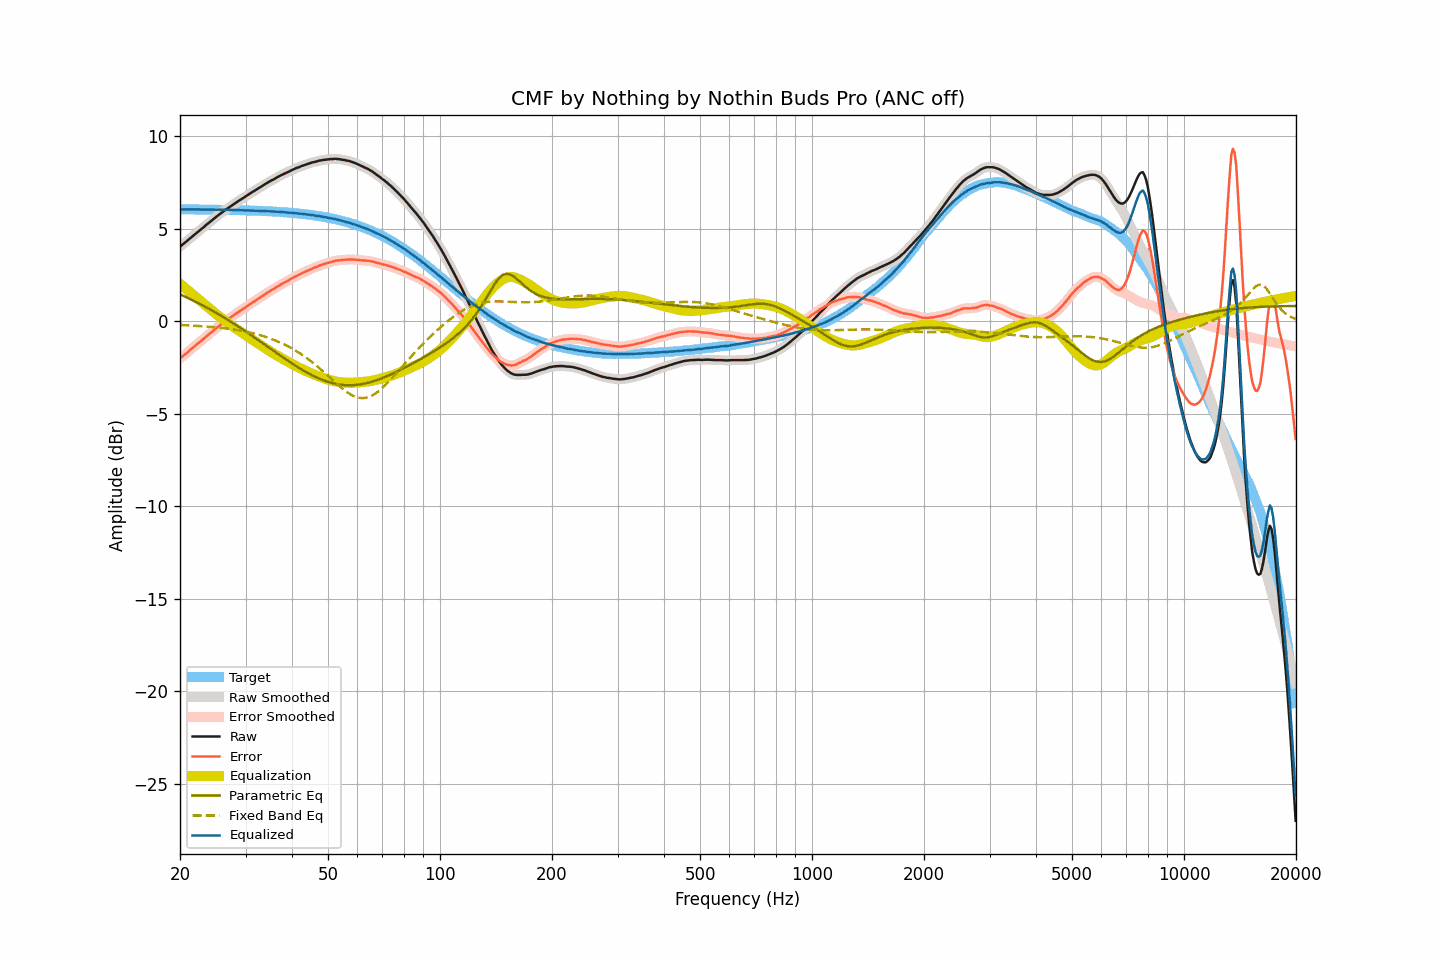 CMF by Nothing by Nothin Buds Pro (ANC off)
10
5
0
−5
−10
−15
−20
−25
Amplitude (dBr)
Target
Raw Smoothed
Error Smoothed
Raw
Error
Equalization
Parametric Eq
Fixed Band Eq
Equalized
20 50 100 200 500 1000 2000 5000 10000 20000
Frequency (Hz)